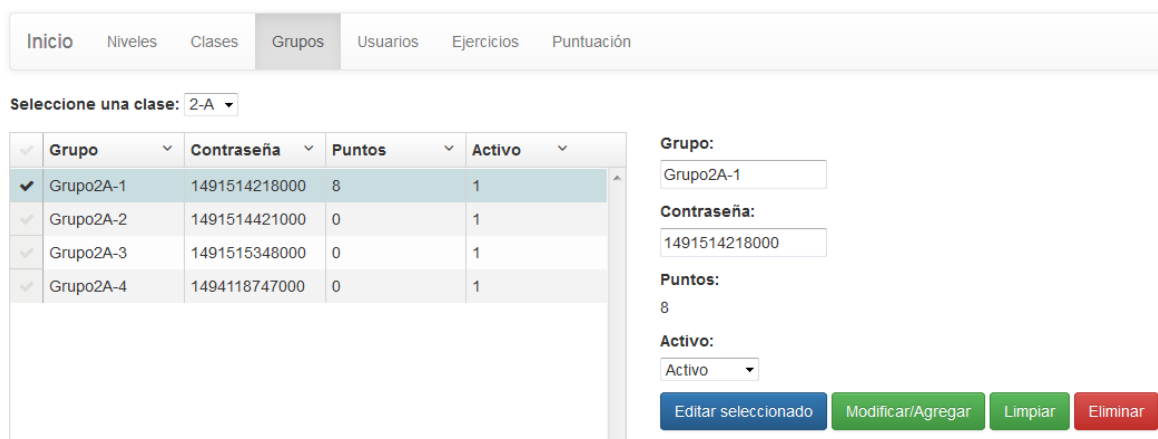 Inicio Niveles Clases Grupos Usuarios Ejercicios Puntuación
Seleccione una clase: 2-A
Grupo Contraseña Puntos Activo
Grupo2A-1 1491514218000 8 1
Grupo2A-2 1491514421000 0 1
Grupo2A-3 1491515348000 0 1
Grupo2A-4 1494118747000 0 1
Grupo:
Grupo2A-1
Contraseña:
1491514218000
Puntos:
8
Activo:
Activo
Editar seleccionado Modificar/Agregar Limpiar Eliminar